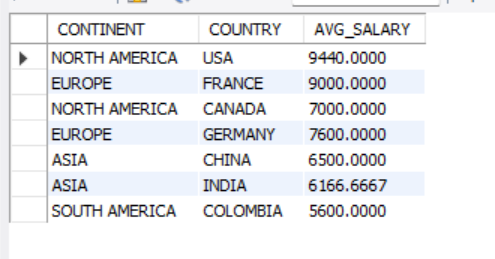 CONTINENT COUNTRY AVG_SALARY
NORTH AMERICA USA 9440.0000
EUROPE FRANCE 9000.0000
NORTH AMERICA CANADA 7000.0000
EUROPE GERMANY 7600.0000
ASIA CHINA 6500.0000
ASIA INDIA 6166.6667
SOUTH AMERICA COLOMBIA 5600.0000